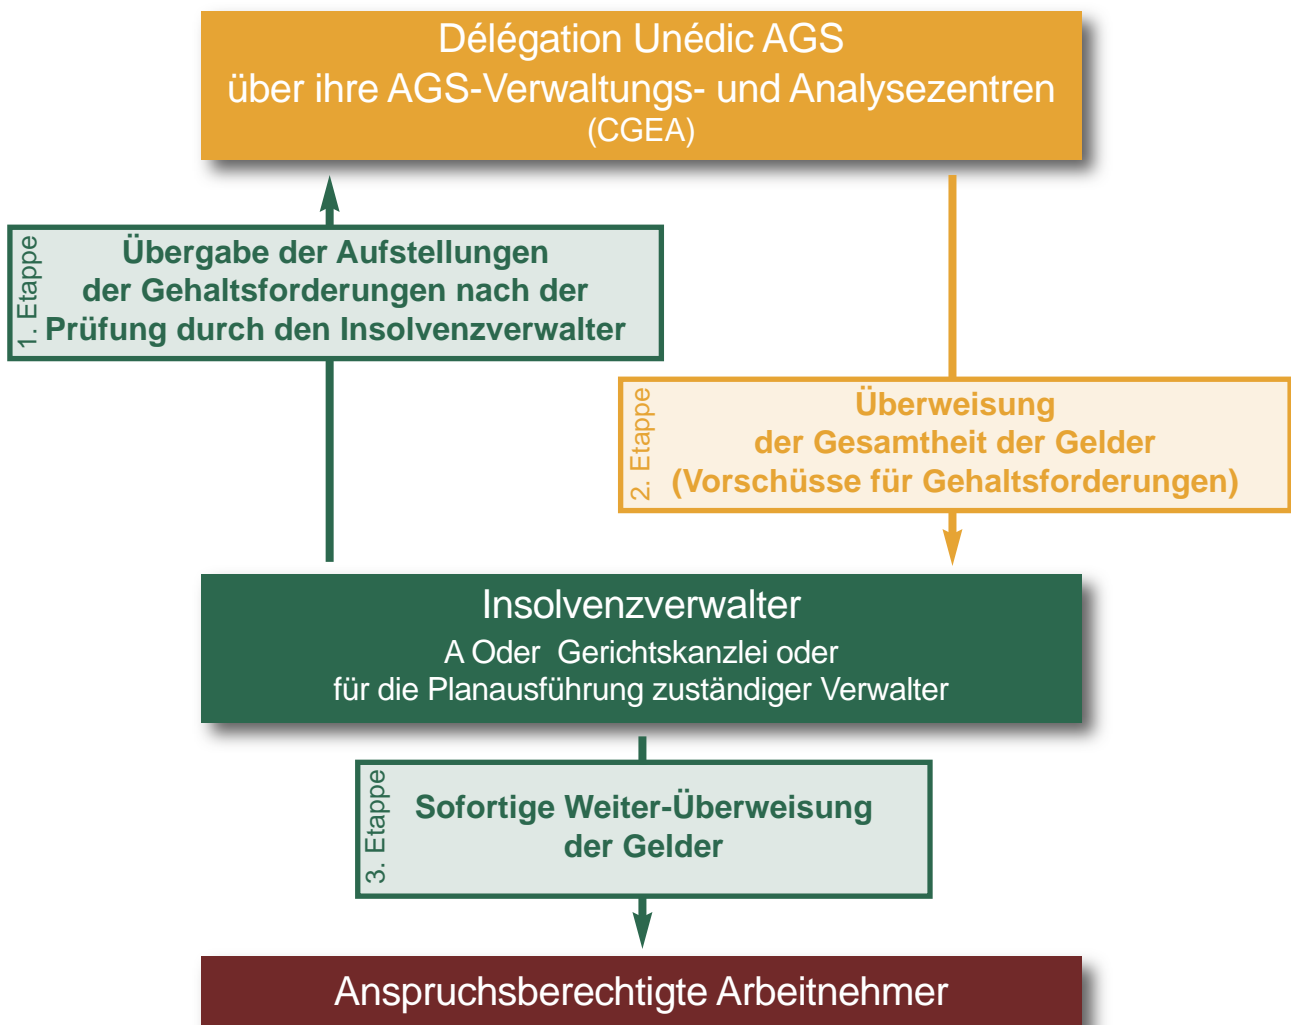 Délégation Unédic AGS
über ihre AGS-Verwaltungs- und Analysezentren
(CGEA)
1. Etappe
Übergabe der Aufstellungen
der Gehaltsforderungen nach der
Prüfung durch den Insolvenzverwalter
2. Etappe
Überweisung
der Gesamtheit der Gelder
(Vorschüsse für Gehaltsforderungen)
Insolvenzverwalter
A Oder Gerichtskanzlei oder
für die Planausführung zuständiger Verwalter
3. Etappe
Sofortige Weiter-Überweisung
der Gelder
Anspruchsberechtigte Arbeitnehmer